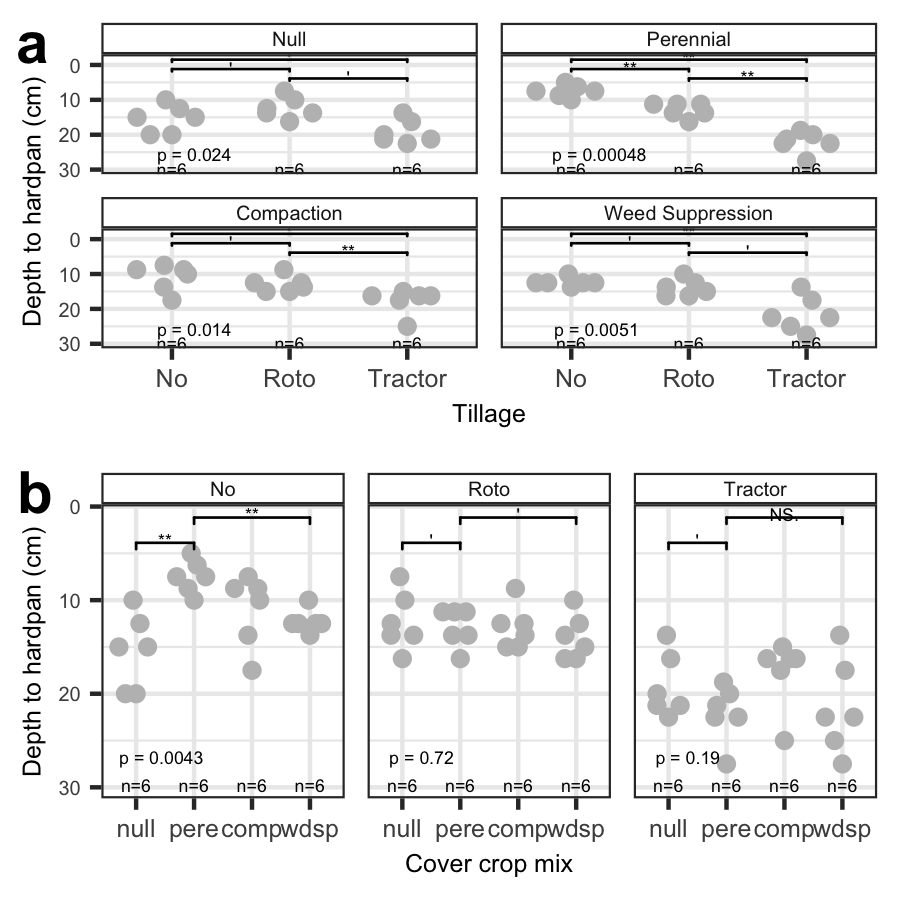 a
Null
Perennial
Depth to hardpan (cm)
0
10
20
30
'
'
p = 0.024
n=6 n=6 n=6
**
**
**
p = 0.00048
n=6 n=6 n=6
Compaction
Weed Suppression
0
10
20
30
'
**
p = 0.014
n=6 n=6 n=6
**
'
'
p = 0.0051
n=6 n=6 n=6
No Roto Tractor
No Roto Tractor
Tillage
b
No
Roto
Tractor
Depth to hardpan (cm)
0
10
20
30
**
**
p = 0.0043
n=6 n=6 n=6 n=6
'
'
p = 0.72
n=6 n=6 n=6 n=6
NS.
'
p = 0.19
n=6 n=6 n=6 n=6
null pere comp wdsp
null pere comp wdsp
null pere comp wdsp
Cover crop mix